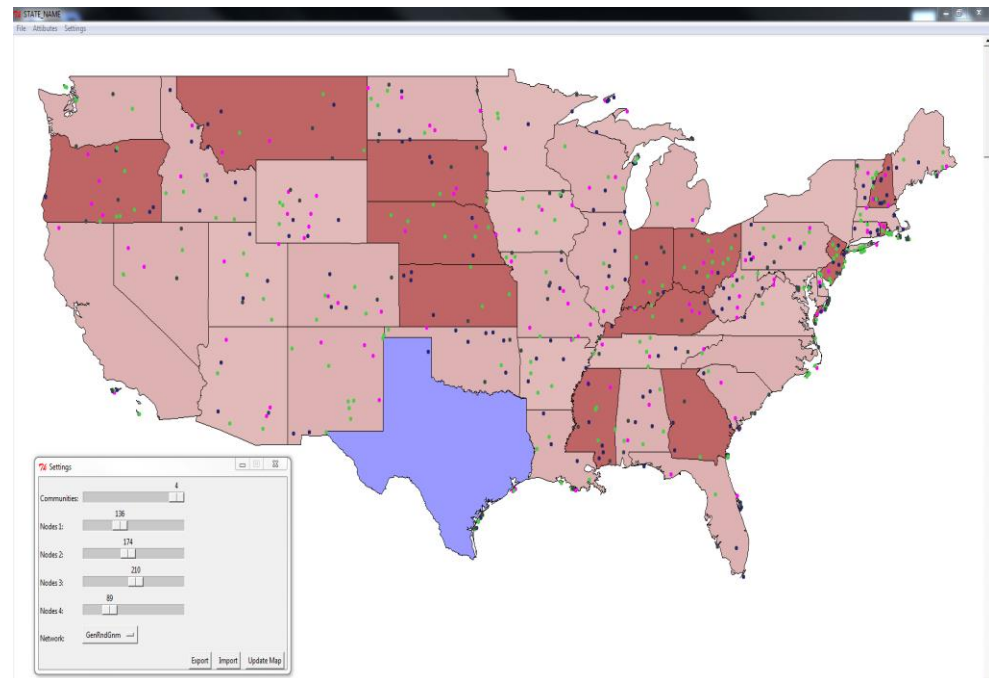 STATE_NAME
File Attibutes Settings
Settings
4
Communities:
136
Nodes 1:
174
Nodes 2:
210
Nodes 3:
89
Nodes 4:
Network: GenRndGnm
Export Import Update Map